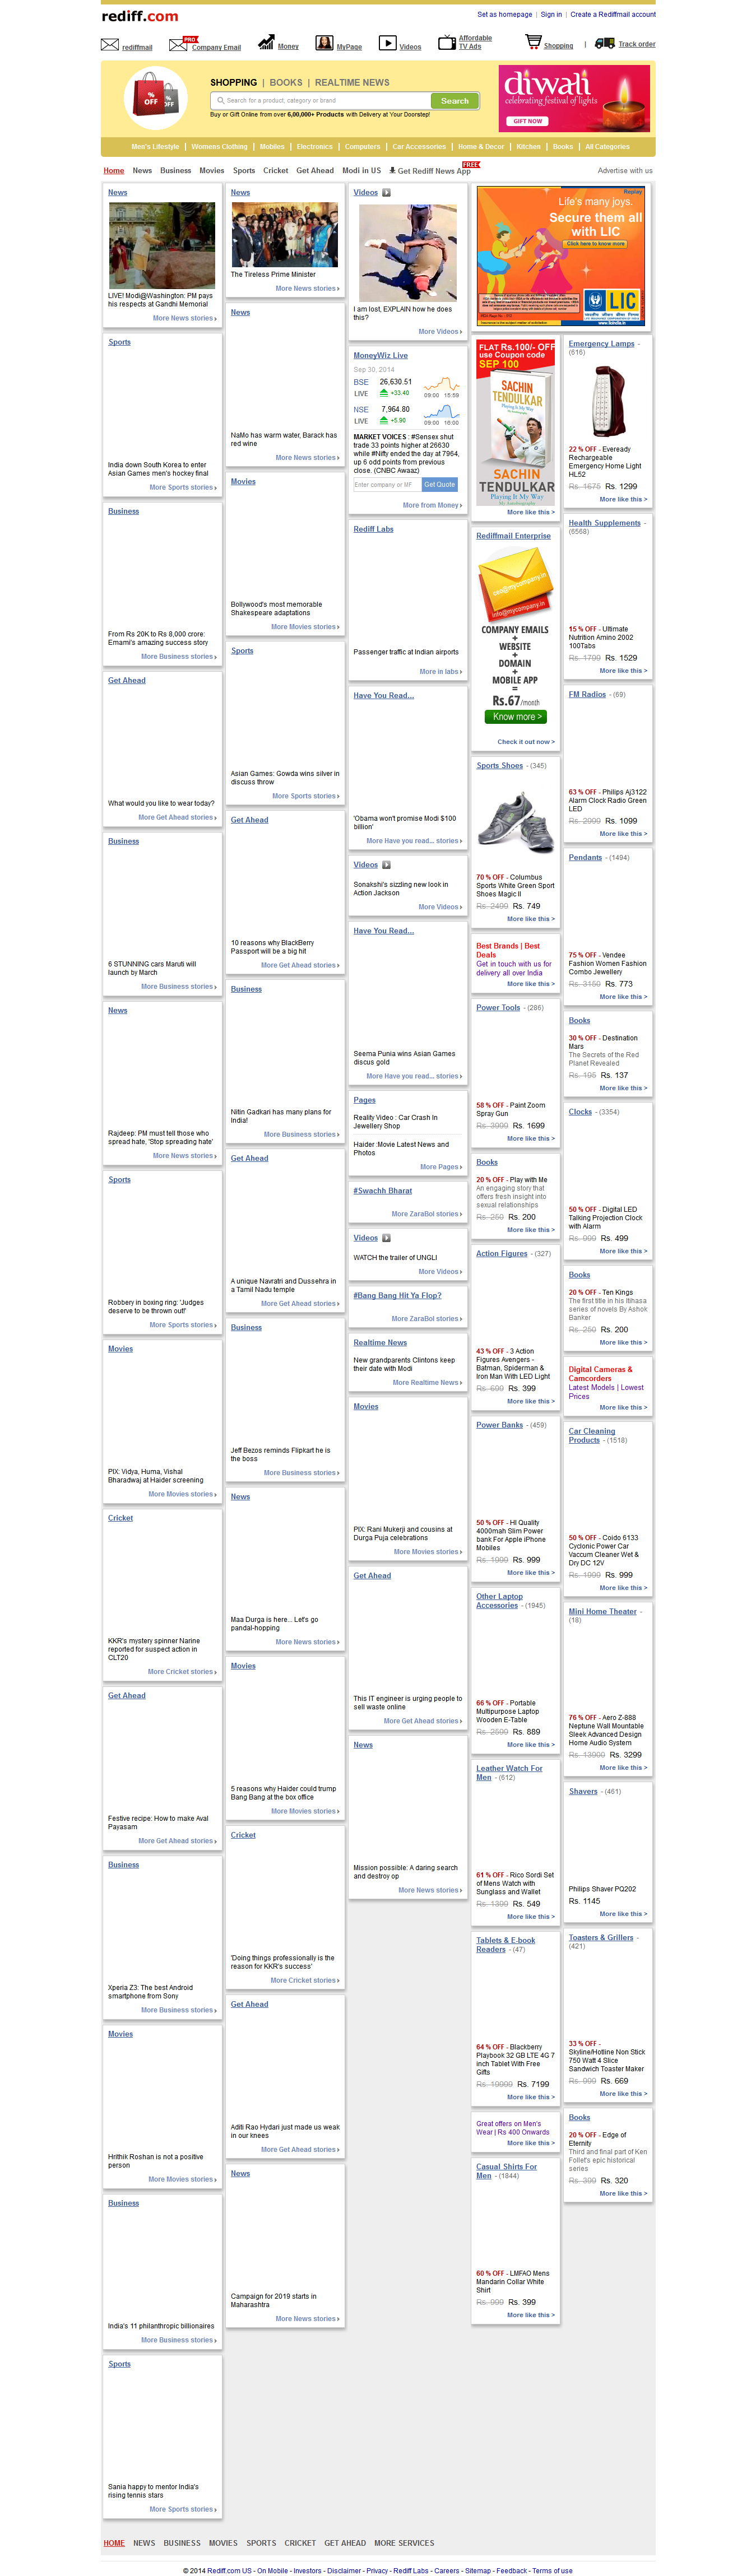 rediff.com
Set as homepage | Sign in | Create a Rediffmail account
rediffmail
PRO
Company Email
Money
MyPage
Videos
Affordable
TV Ads
Shopping
Track order
SHOPPING | BOOKS | REALTIME NEWS
Search for a product, category or brand
Search
Buy or Gift Online from over 6,00,000+ Products with Delivery at Your Doorstep!
% OFF
% OFF
diwali
celebrating festival of lights
GIFT NOW
Men's Lifestyle | Womens Clothing | Mobiles | Electronics | Computers | Car Accessories | Home & Decor | Kitchen | Books | All Categories
Home News Business Movies Sports Cricket Get Ahead Modi in US Get Rediff News App
FREE
Advertise with us
News
LIVE! Modi@Washington: PM pays
his respects at Gandhi Memorial
More News stories
Sports
India down South Korea to enter
Asian Games men's hockey final
More Sports stories
Business
From Rs 20K to Rs 8,000 crore:
Emami's amazing success story
More Business stories
Get Ahead
What would you like to wear today?
More Get Ahead stories
Business
6 STUNNING cars Maruti will
launch by March
More Business stories
News
Rajdeep: PM must tell those who
spread hate, 'Stop spreading hate'
More News stories
Sports
Robbery in boxing ring: 'Judges
deserve to be thrown out!'
More Sports stories
Movies
PIX: Vidya, Huma, Vishal
Bharadwaj at Haider screening
More Movies stories
Cricket
KKR's mystery spinner Narine
reported for suspect action in
CLT20
More Cricket stories
Get Ahead
Festive recipe: How to make Aval
Payasam
More Get Ahead stories
Business
Xperia Z3: The best Android
smartphone from Sony
More Business stories
Movies
Hrithik Roshan is not a positive
person
More Movies stories
Business
India's 11 philanthropic billionaires
More Business stories
Sports
Sania happy to mentor India's
rising tennis stars
More Sports stories
News
The Tireless Prime Minister
More News stories
News
NaMo has warm water, Barack has
red wine
More News stories
Movies
Bollywood's most memorable
Shakespeare adaptations
More Movies stories
Sports
Asian Games: Gowda wins silver in
discuss throw
More Sports stories
Get Ahead
10 reasons why BlackBerry
Passport will be a big hit
More Get Ahead stories
Business
Nitin Gadkari has many plans for
India!
More Business stories
Get Ahead
A unique Navratri and Dussehra in
a Tamil Nadu temple
More Get Ahead stories
Business
Jeff Bezos reminds Flipkart he is
the boss
More Business stories
News
Maa Durga is here... Let's go
pandal-hopping
More News stories
Movies
5 reasons why Haider could trump
Bang Bang at the box office
More Movies stories
Cricket
'Doing things professionally is the
reason for KKR's success'
More Cricket stories
Get Ahead
Aditi Rao Hydari just made us weak
in our knees
More Get Ahead stories
News
Campaign for 2019 starts in
Maharashtra
More News stories
Videos
I am lost, EXPLAIN how he does
this?
More Videos
MoneyWiz Live
Sep 30, 2014
BSE 26,630.51
LIVE +33.40
09:00 15:59
NSE 7,964.80
LIVE +5.90
09:00 16:00
MARKET VOICES : #Sensex shut
trade 33 points higher at 26630
while #Nifty ended the day at 7964,
up 6 odd points from previous
close. (CNBC Awaaz)
Enter company or MF
Get Quote
More from Money
Rediff Labs
Passenger traffic at Indian airports
More in labs
Have You Read...
'Obama won't promise Modi $100
billion'
More Have you read... stories
Videos
Sonakshi's sizzling new look in
Action Jackson
More Videos
Have You Read...
Seema Punia wins Asian Games
discus gold
More Have you read... stories
Pages
Reality Video : Car Crash In
Jewellery Shop
Haider :Movie Latest News and
Photos
More Pages
#Swachh Bharat
More ZaraBol stories
Videos
WATCH the trailer of UNGLI
More Videos
#Bang Bang Hit Ya Flop?
More ZaraBol stories
Realtime News
New grandparents Clintons keep
their date with Modi
More Realtime News
Movies
PIX: Rani Mukerji and cousins at
Durga Puja celebrations
More Movies stories
Get Ahead
This IT engineer is urging people to
sell waste online
More Get Ahead stories
News
Mission possible: A daring search
and destroy op
More News stories
Replay
Life's many joys.
Secure them all
with LIC
Click here to know more
LIC
FLAT Rs.100/- OFF
use Coupon code
SEP 100
SACHIN
TENDULKAR
Playing It My Way
SACHIN
TENDULKAR
Playing It My Way
More like this >
Rediffmail Enterprise
ceo@mycompany.in
info@mycompany.in
COMPANY EMAILS
+
WEBSITE
+
DOMAIN
+
MOBILE APP
=
Rs.67/month
Know more >
Check it out now >
Sports Shoes - (345)
70 % OFF - Columbus
Sports White Green Sport
Shoes Magic II
Rs. 2499 Rs. 749
More like this >
Best Brands | Best
Deals
Get in touch with us for
delivery all over India
More like this >
Power Tools - (286)
58 % OFF - Paint Zoom
Spray Gun
Rs. 3999 Rs. 1699
More like this >
Books
20 % OFF - Play with Me
An engaging story that
offers fresh insight into
sexual relationships
Rs. 250 Rs. 200
More like this >
Action Figures - (327)
43 % OFF - 3 Action
Figures Avengers -
Batman, Spiderman &
Iron Man With LED Light
Rs. 699 Rs. 399
More like this >
Power Banks - (459)
50 % OFF - HI Quality
4000mah Slim Power
bank For Apple iPhone
Mobiles
Rs. 1999 Rs. 999
More like this >
Other Laptop
Accessories - (1945)
66 % OFF - Portable
Multipurpose Laptop
Wooden E-Table
Rs. 2599 Rs. 889
More like this >
Leather Watch For
Men - (612)
61 % OFF - Rico Sordi Set
of Mens Watch with
Sunglass and Wallet
Rs. 1399 Rs. 549
More like this >
Tablets & E-book
Readers - (47)
64 % OFF - Blackberry
Playbook 32 GB LTE 4G 7
inch Tablet With Free
Gifts
Rs. 19999 Rs. 7199
More like this >
Great offers on Men's
Wear | Rs 400 Onwards
More like this >
Casual Shirts For
Men - (1844)
60 % OFF - LMFAO Mens
Mandarin Collar White
Shirt
Rs. 999 Rs. 399
More like this >
Emergency Lamps -
(616)
22 % OFF - Eveready
Rechargeable
Emergency Home Light
HL52
Rs. 1675 Rs. 1299
More like this >
Health Supplements -
(6568)
15 % OFF - Ultimate
Nutrition Amino 2002
100Tabs
Rs. 1799 Rs. 1529
More like this >
FM Radios - (69)
63 % OFF - Philips Aj3122
Alarm Clock Radio Green
LED
Rs. 2999 Rs. 1099
More like this >
Pendants - (1494)
75 % OFF - Vendee
Fashion Women Fashion
Combo Jewellery
Rs. 3150 Rs. 773
More like this >
Books
30 % OFF - Destination
Mars
The Secrets of the Red
Planet Revealed
Rs. 195 Rs. 137
More like this >
Clocks - (3354)
50 % OFF - Digital LED
Talking Projection Clock
with Alarm
Rs. 999 Rs. 499
More like this >
Books
20 % OFF - Ten Kings
The first title in his Itihasa
series of novels By Ashok
Banker
Rs. 250 Rs. 200
More like this >
Digital Cameras &
Camcorders
Latest Models | Lowest
Prices
More like this >
Car Cleaning
Products - (1518)
50 % OFF - Coido 6133
Cyclonic Power Car
Vaccum Cleaner Wet &
Dry DC 12V
Rs. 1999 Rs. 999
More like this >
Mini Home Theater -
(18)
76 % OFF - Aero Z-888
Neptune Wall Mountable
Sleek Advanced Design
Home Audio System
Rs. 13900 Rs. 3299
More like this >
Shavers - (461)
Philips Shaver PQ202
Rs. 1145
More like this >
Toasters & Grillers -
(421)
33 % OFF -
Skyline/Hotline Non Stick
750 Watt 4 Slice
Sandwich Toaster Maker
Rs. 999 Rs. 669
More like this >
Books
20 % OFF - Edge of
Eternity
Third and final part of Ken
Follet's epic historical
series
Rs. 399 Rs. 320
More like this >
HOME NEWS BUSINESS MOVIES SPORTS CRICKET GET AHEAD MORE SERVICES
© 2014 Rediff.com US - On Mobile - Investors - Disclaimer - Privacy - Rediff Labs - Careers - Sitemap - Feedback - Terms of use